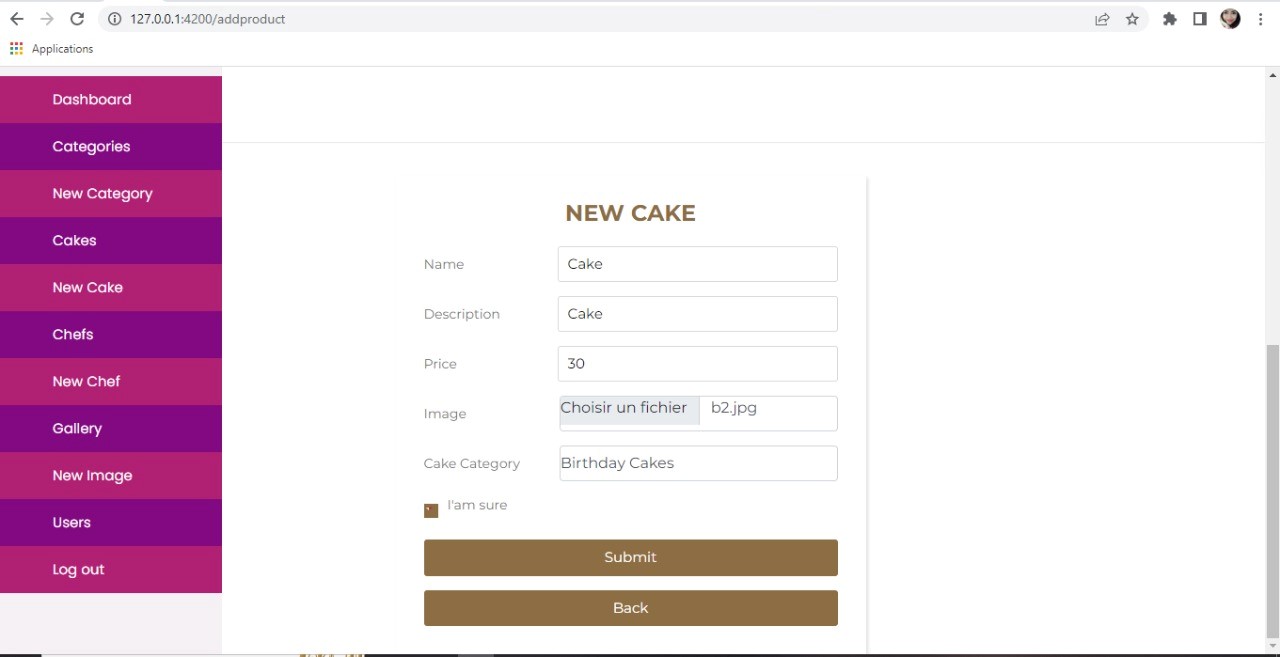 127.0.0.1:4200/addproduct
Applications
Dashboard
Categories
New Category
Cakes
New Cake
Chefs
New Chef
Gallery
New Image
Users
Log out
NEW CAKE
Name Cake
Description Cake
Price 30
Image Choisir un fichier b2.jpg
Cake Category Birthday Cakes
I'am sure
Submit
Back